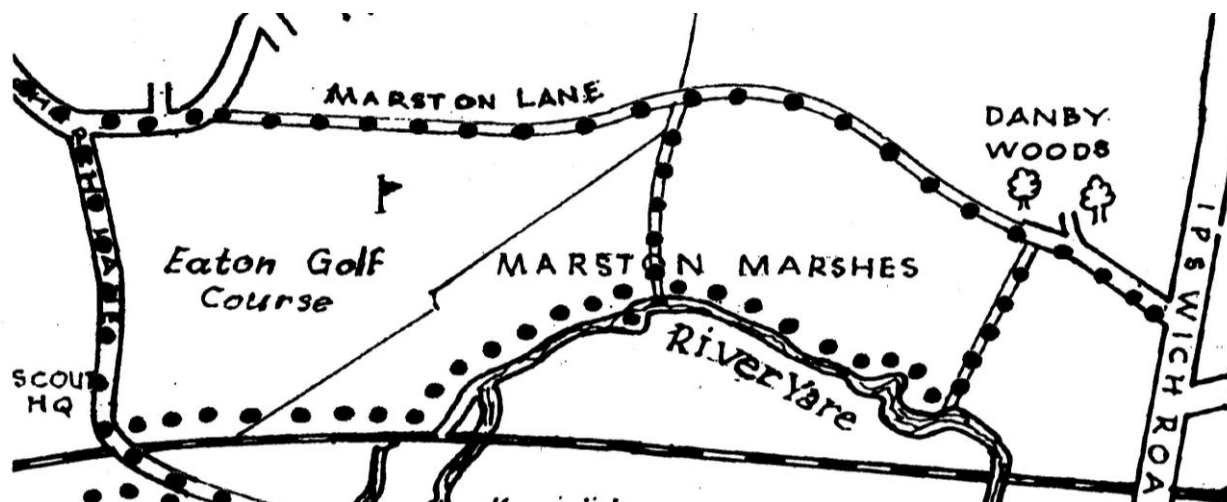 MARSTON LANE
DANBY
WOODS
Eaton Golf
Course
MARSTON MARSHES
River Yare
SCOUT
HQ
IPSWICH ROA